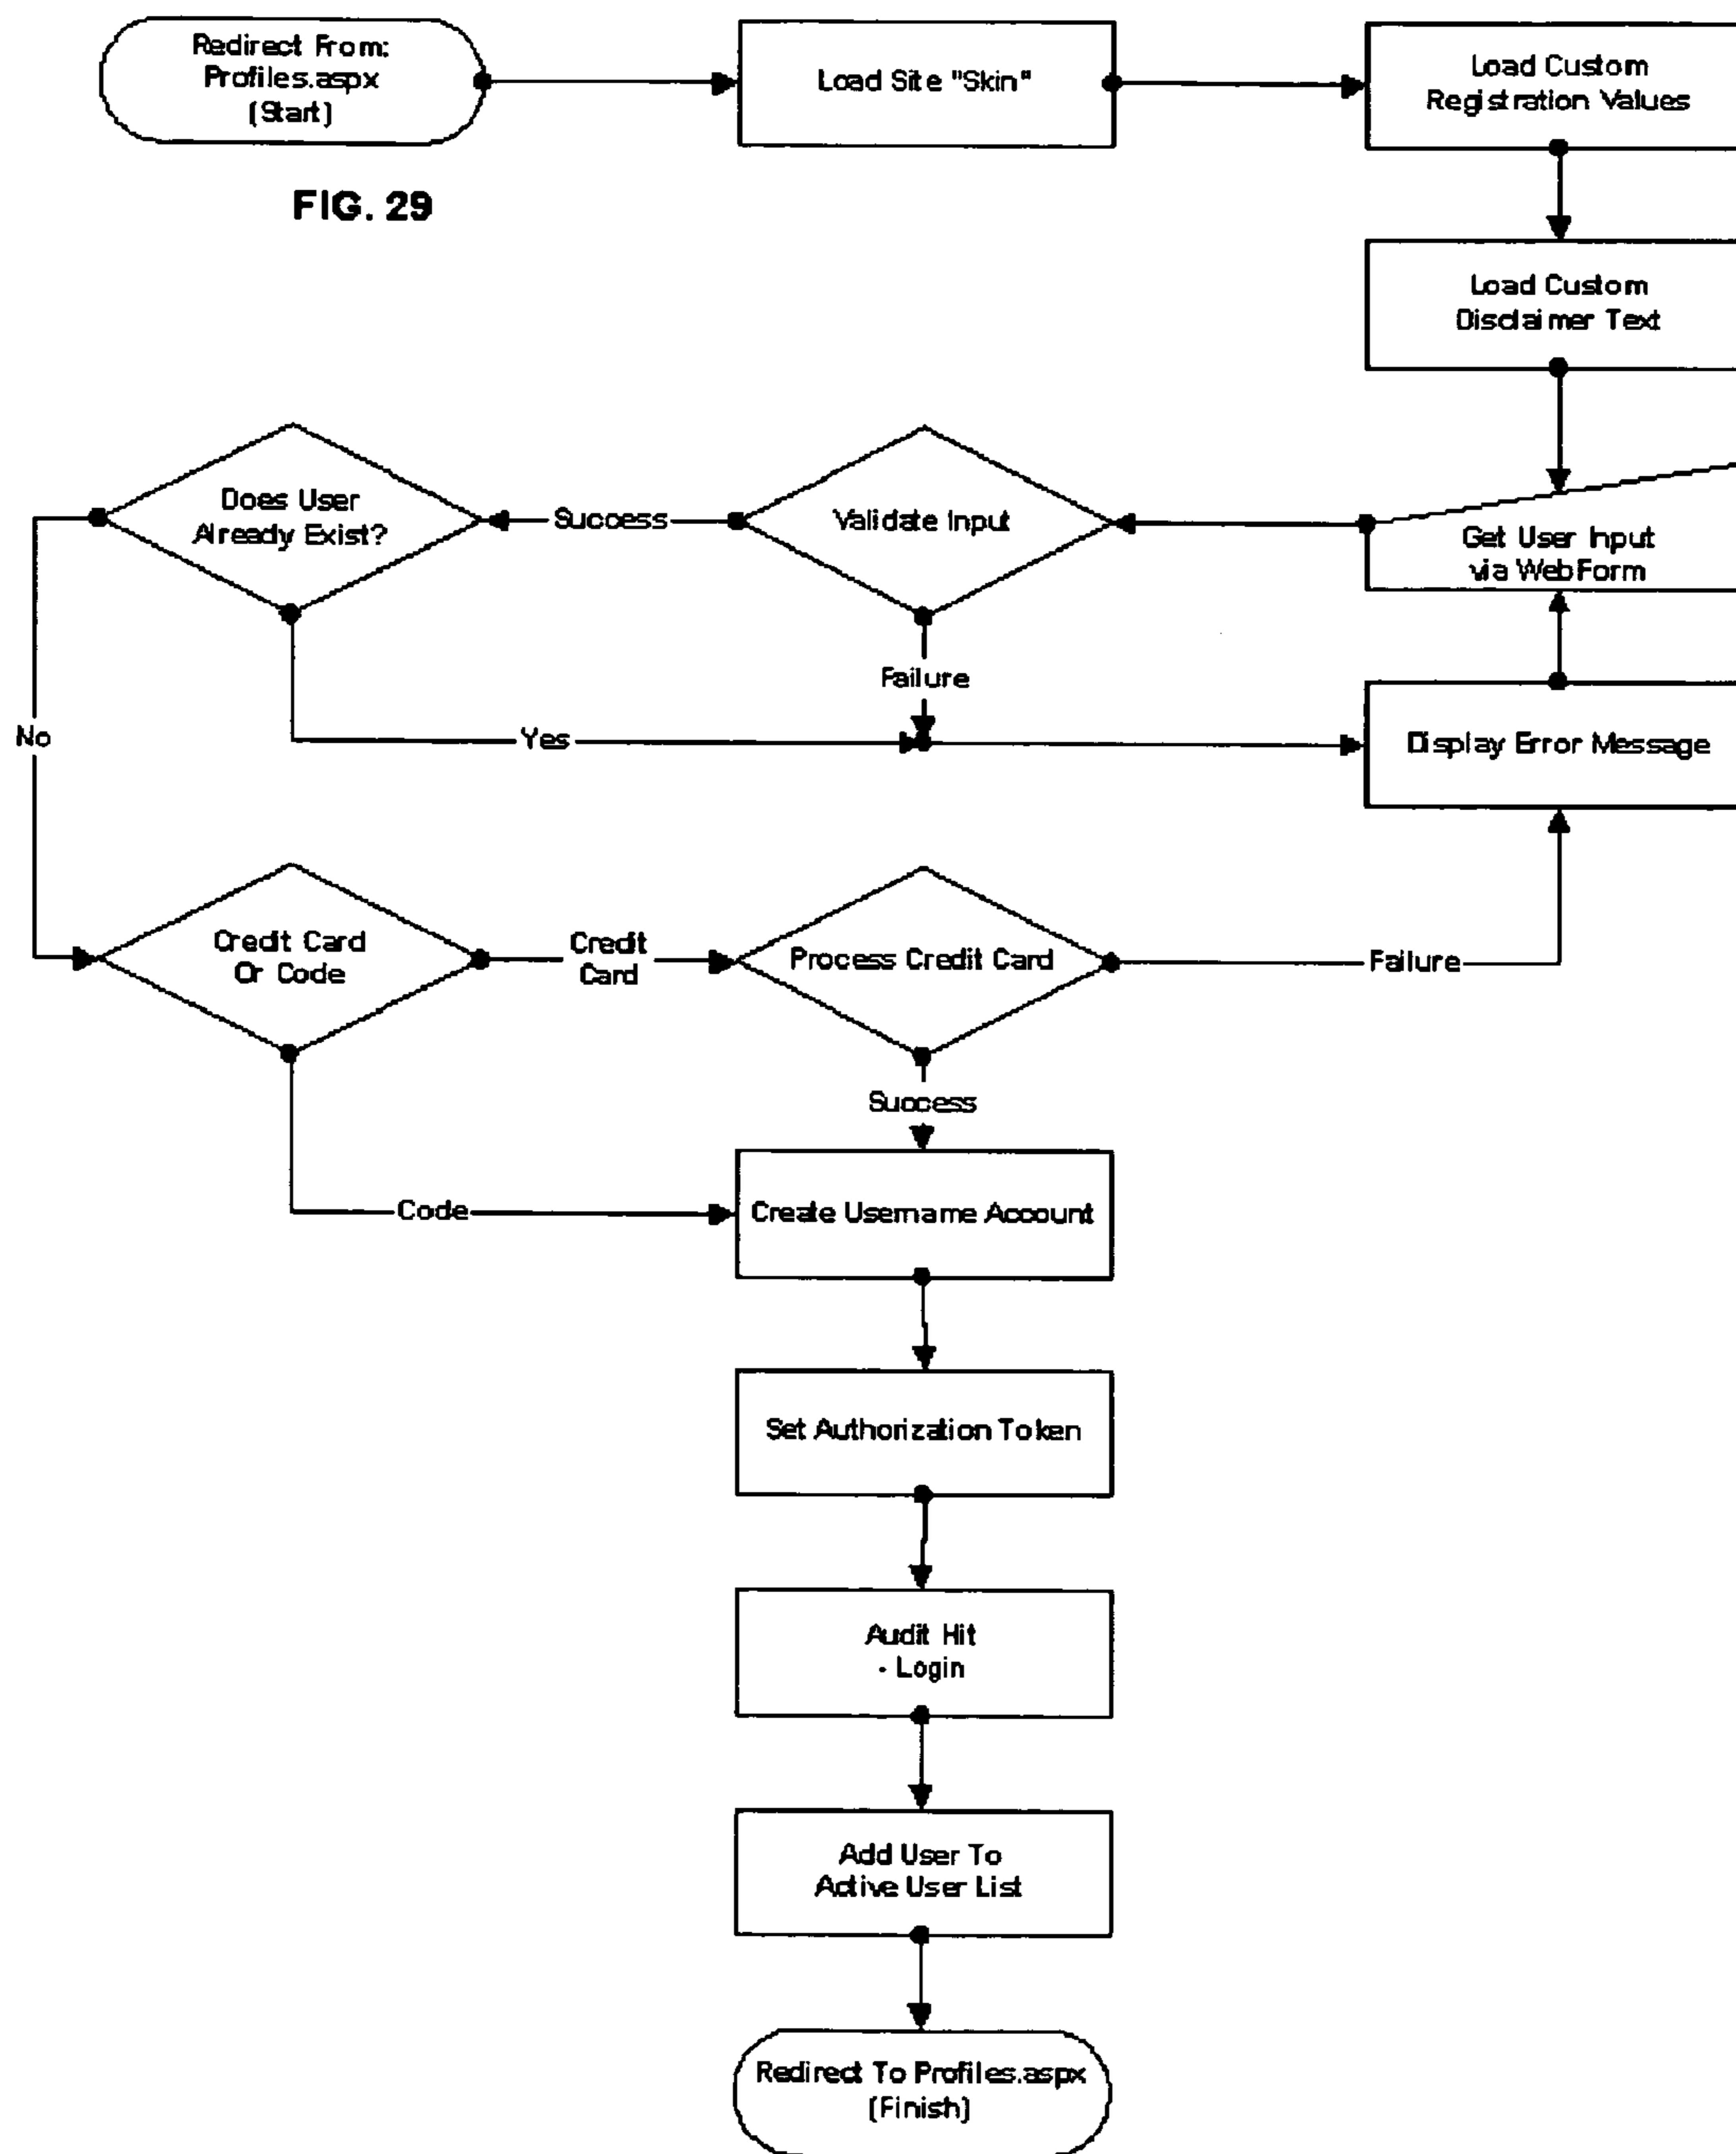 Redirect From:
Profiles.aspx
(Start)
Load Site "Skin"
Load Custom
Registration Values
FIG. 29
Load Custom
Disclaimer Text
Does User
Already Exist?
Success
Validate Input
Get User Input
via WebForm
Failure
No
Yes
Display Error Message
Credit Card
Or Code
Credit
Card
Process Credit Card
Failure
Success
Code
Create Username Account
Set Authorization Token
Audit Hit
- Login
Add User To
Active User List
Redirect To Profiles.aspx
(Finish)